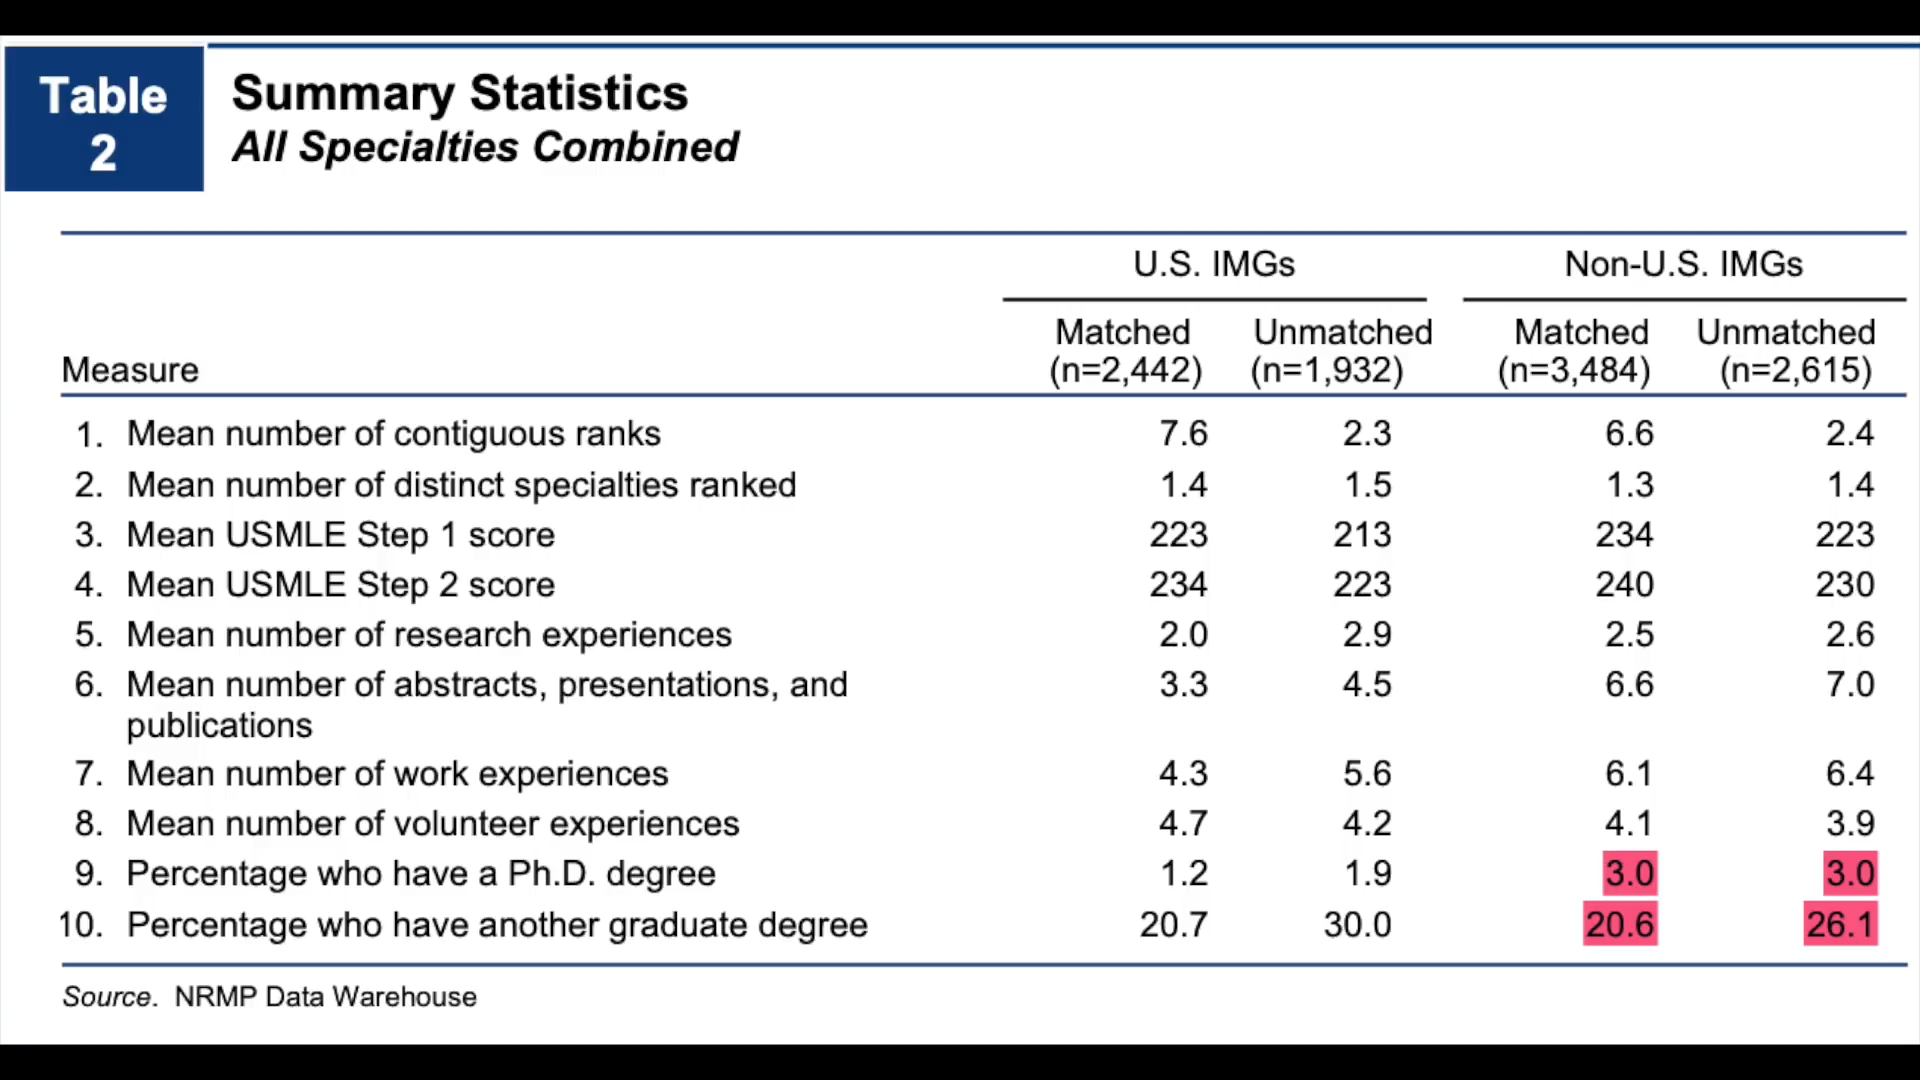 Table
2
Summary Statistics
All Specialties Combined
U.S. IMGs Non-U.S. IMGs
Matched Unmatched Matched Unmatched
Measure (n=2,442) (n=1,932) (n=3,484) (n=2,615)
1. Mean number of contiguous ranks 7.6 2.3 6.6 2.4
2. Mean number of distinct specialties ranked 1.4 1.5 1.3 1.4
3. Mean USMLE Step 1 score 223 213 234 223
4. Mean USMLE Step 2 score 234 223 240 230
5. Mean number of research experiences 2.0 2.9 2.5 2.6
6. Mean number of abstracts, presentations, and 3.3 4.5 6.6 7.0
publications
7. Mean number of work experiences 4.3 5.6 6.1 6.4
8. Mean number of volunteer experiences 4.7 4.2 4.1 3.9
9. Percentage who have a Ph.D. degree 1.2 1.9 3.0 3.0
10. Percentage who have another graduate degree 20.7 30.0 20.6 26.1
Source. NRMP Data Warehouse